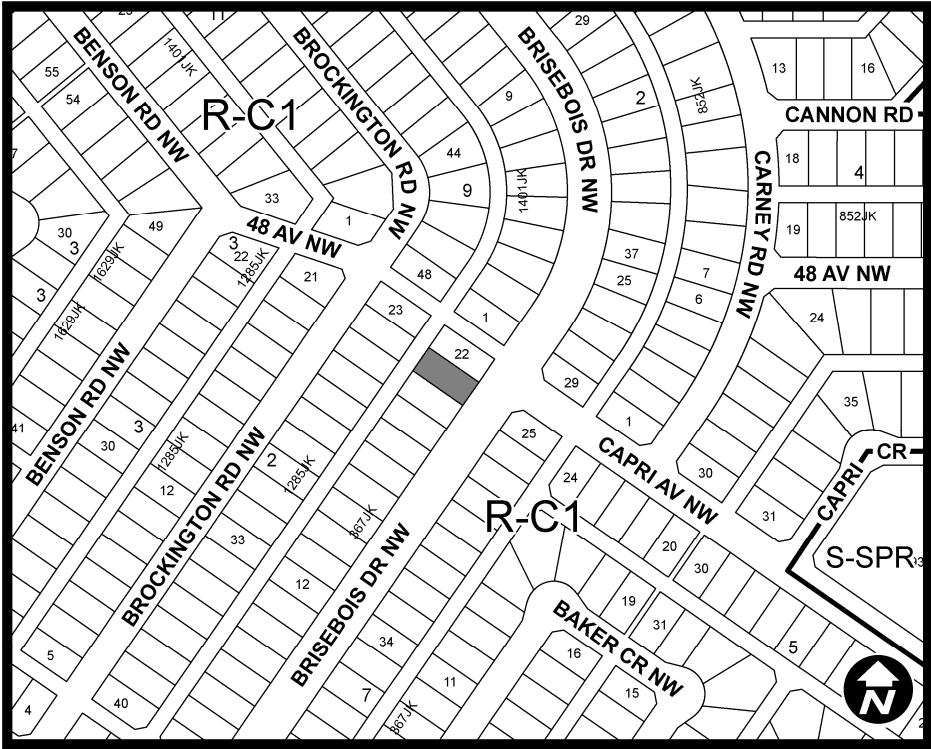 29
BENSON RD NW
1401JK
BROCKINGTON RD NW
BRISEBOIS DR NW
55
54
R-C1
9
2
852JK
13
16
CANNON RD
44
9
1401JK
18
4
CARNEY RD NW
33
1
48 AV NW
49
30
3
3
22
1285JK
1629JK
21
48
37
25
7
6
19
852JK
48 AV NW
24
3
1629JK
23
1
22
29
1
35
BENSON RD NW
41
30
3
1285JK
12
2
1285JK
33
BROCKINGTON RD NW
25
24
CAPRI AV NW
30
31
CAPRI CR
R-C1
S-SPR
367JK
12
BRISEBOIS DR NW
20
30
19
31
5
BAKER CR NW
16
15
34
7
11
367JK
5
4
40
N